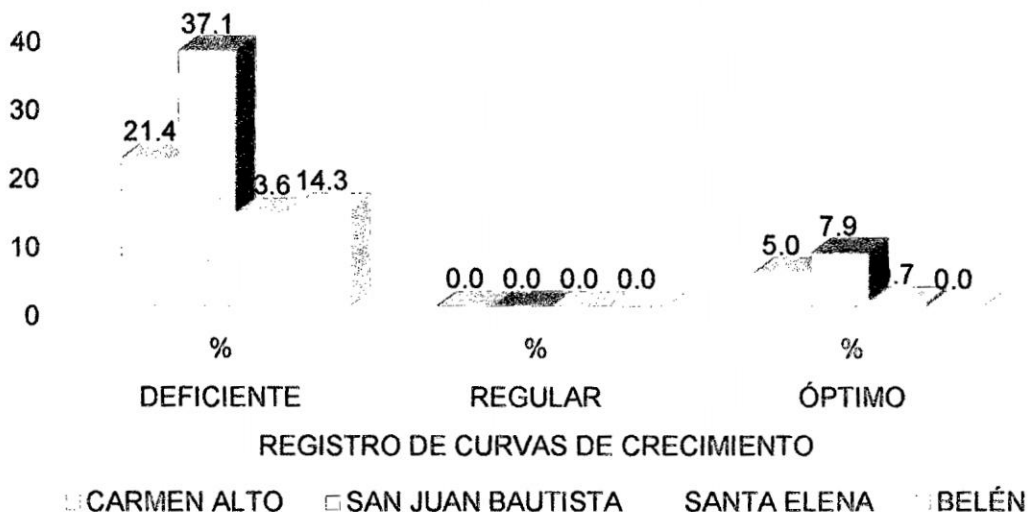 40
30
20
10
0
21.4 37.1 3.6 14.3
0.0 0.0 0.0 0.0
5.0 7.9 .7 0.0
% % %
DEFICIENTE REGULAR ÓPTIMO
REGISTRO DE CURVAS DE CRECIMIENTO
CARMEN ALTO SAN JUAN BAUTISTA SANTA ELENA BELÉN